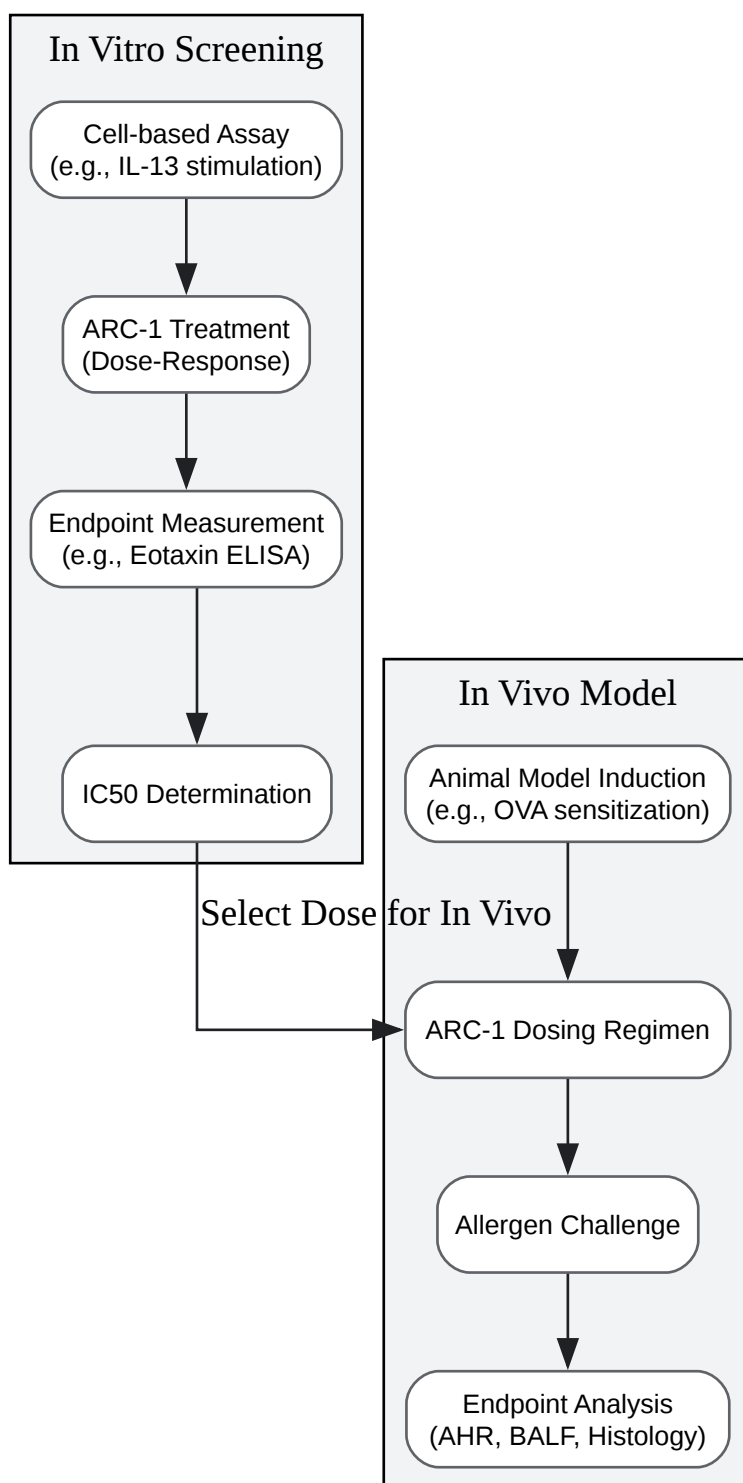 In Vitro Screening
Cell-based Assay
(e.g., IL-13 stimulation)
ARC-1 Treatment
(Dose-Response)
Endpoint Measurement
(e.g., Eotaxin ELISA)
IC50 Determination
Select Dose for In Vivo
In Vivo Model
Animal Model Induction
(e.g., OVA sensitization)
ARC-1 Dosing Regimen
Allergen Challenge
Endpoint Analysis
(AHR, BALF, Histology)